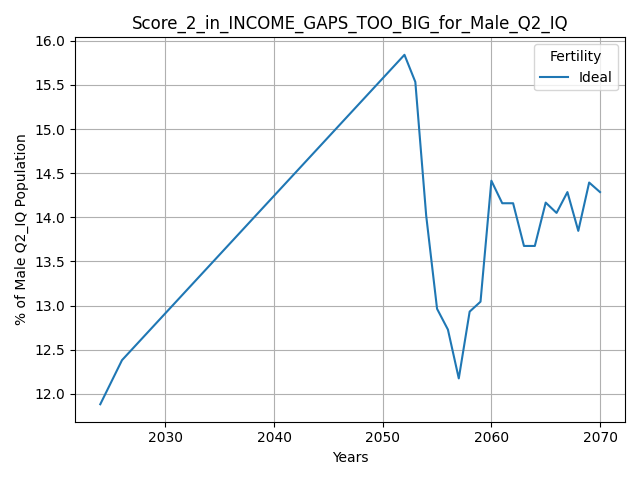 Score_2_in_INCOME_GAPS_TOO_BIG_for_Male_Q2_IQ
Fertility
Ideal
% of Male Q2_IQ Population
16.0
15.5
15.0
14.5
14.0
13.5
13.0
12.5
12.0
2030 2040 2050 2060 2070
Years